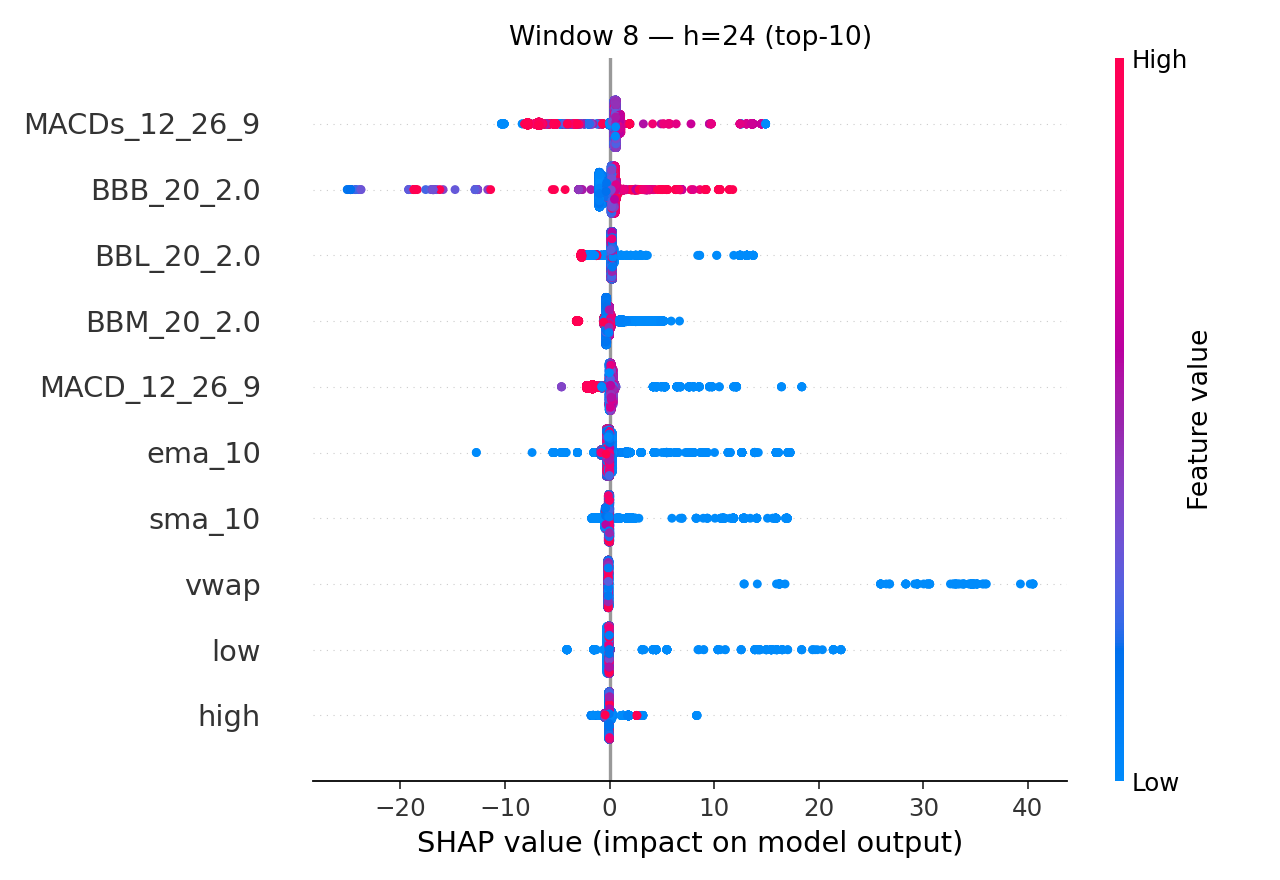 Window 8 — h=24 (top-10)
High
MACDs_12_26_9
BBB_20_2.0
BBL_20_2.0
BBM_20_2.0
MACD_12_26_9
ema_10
sma_10
vwap
low
high
Feature value
Low
−20 −10 0 10 20 30 40
SHAP value (impact on model output)